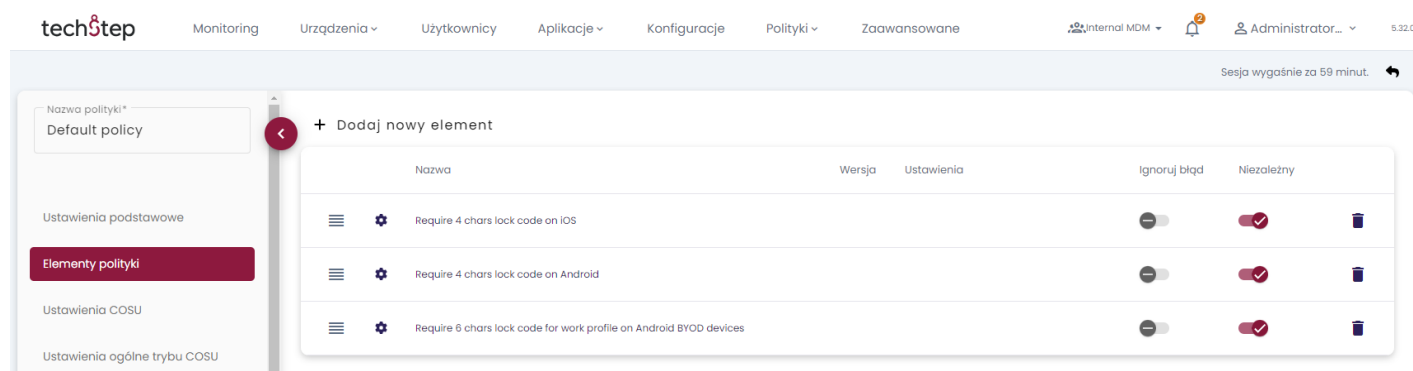 techstep Monitoring Urządzenia Użytkownicy Aplikacje Konfiguracje Polityki Zaawansowane Internal MDM 2 Administrator... 5.32.0
Sesja wygaśnie za 59 minut.
Nazwa polityki*
Default policy
Dodaj nowy element
Nazwa Wersja Ustawienia Ignoruj błąd Niezależny
Ustawienia podstawowe
Require 4 chars lock code on iOS
Elementy polityki
Require 4 chars lock code on Android
Ustawienia COSU
Require 6 chars lock code for work profile on Android BYOD devices
Ustawienia ogólne trybu COSU